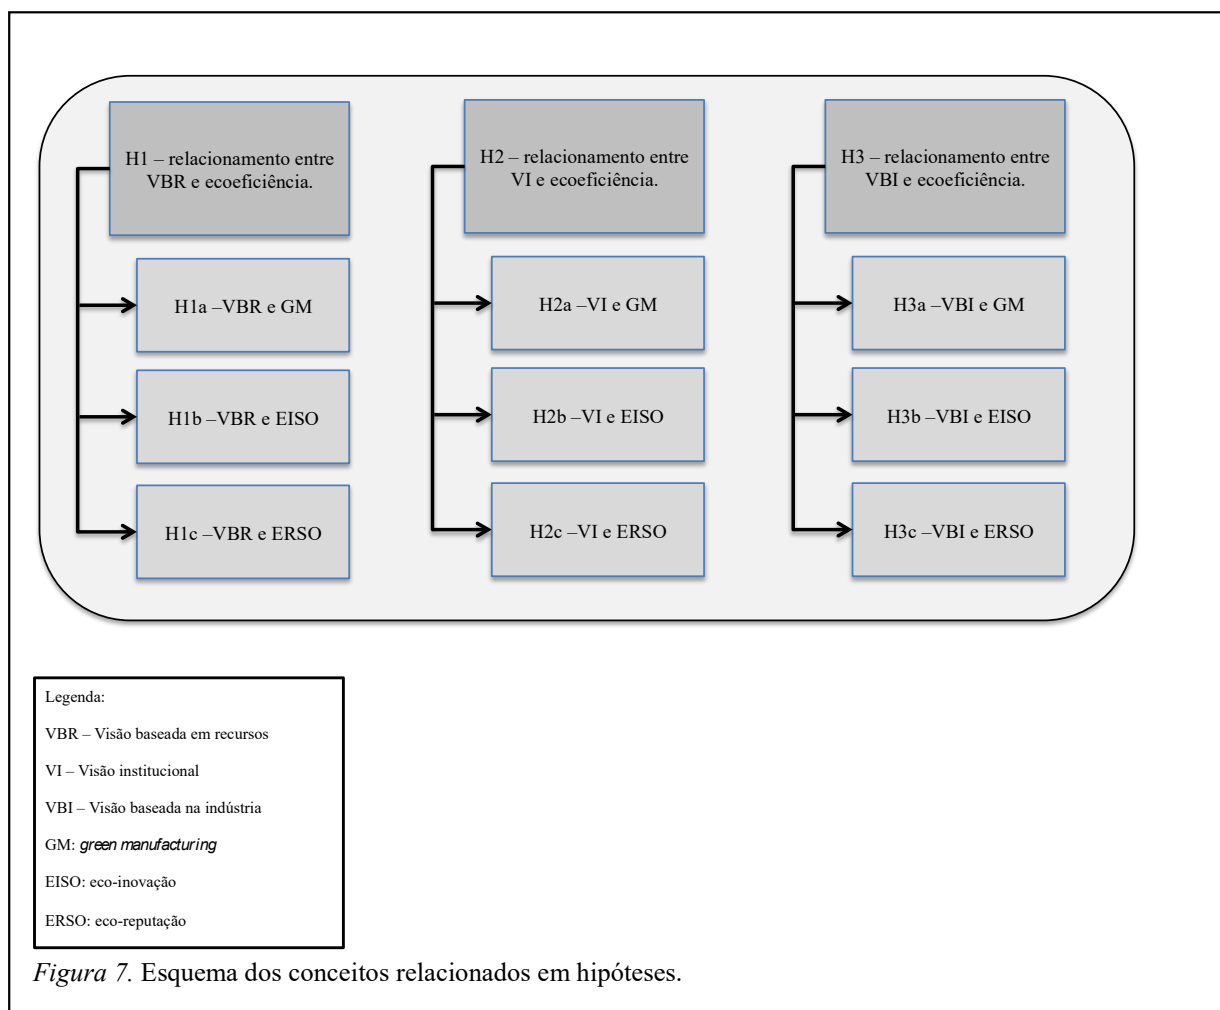 H1 – relacionamento entre
VBR e ecoeficiência.
H1a –VBR e GM
H1b –VBR e EISO
H1c –VBR e ERSO
H2 – relacionamento entre
VI e ecoeficiência.
H2a –VI e GM
H2b –VI e EISO
H2c –VI e ERSO
H3 – relacionamento entre
VBI e ecoeficiência.
H3a –VBI e GM
H3b –VBI e EISO
H3c –VBI e ERSO
Legenda:
VBR – Visão baseada em recursos
VI – Visão institucional
VBI – Visão baseada na indústria
GM: green manufacturing
EISO: eco-inovação
ERSO: eco-reputação
Figura 7. Esquema dos conceitos relacionados em hipóteses.